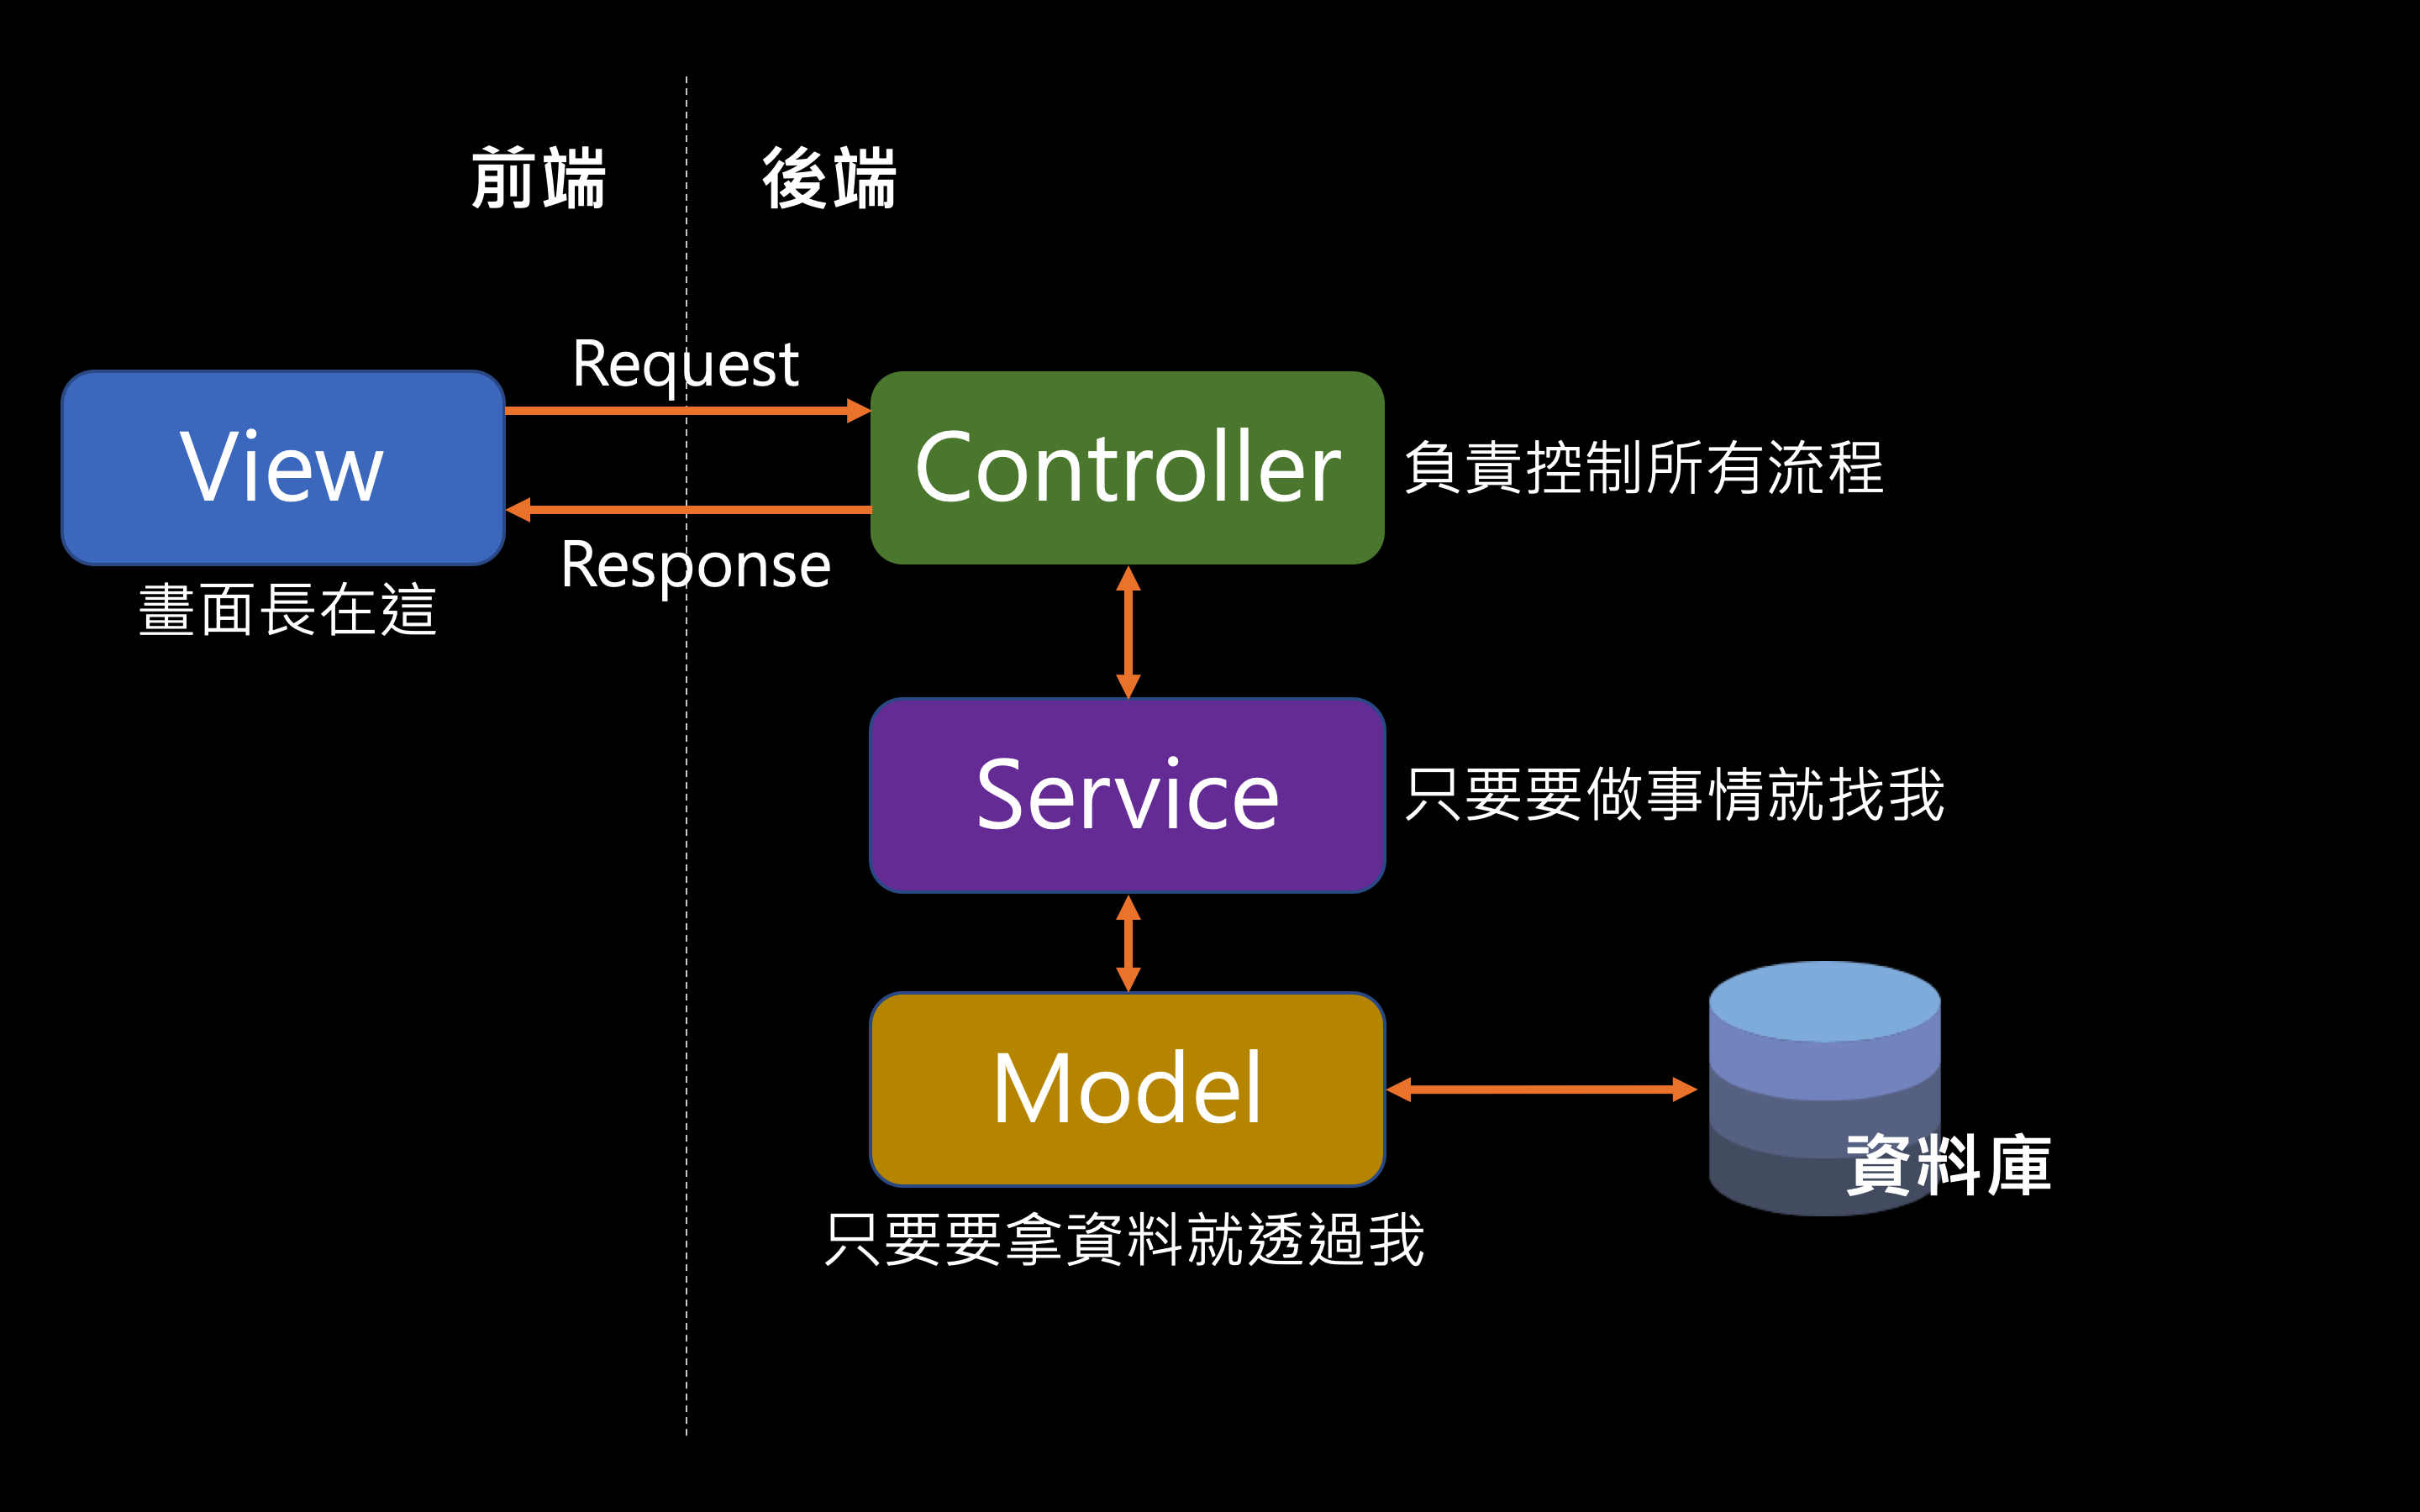 前端
後端
Request
View
Controller
負責控制所有流程
Response
畫面長在這
Service
只要要做事情就找我
Model
資料庫
只要要拿資料就透過我